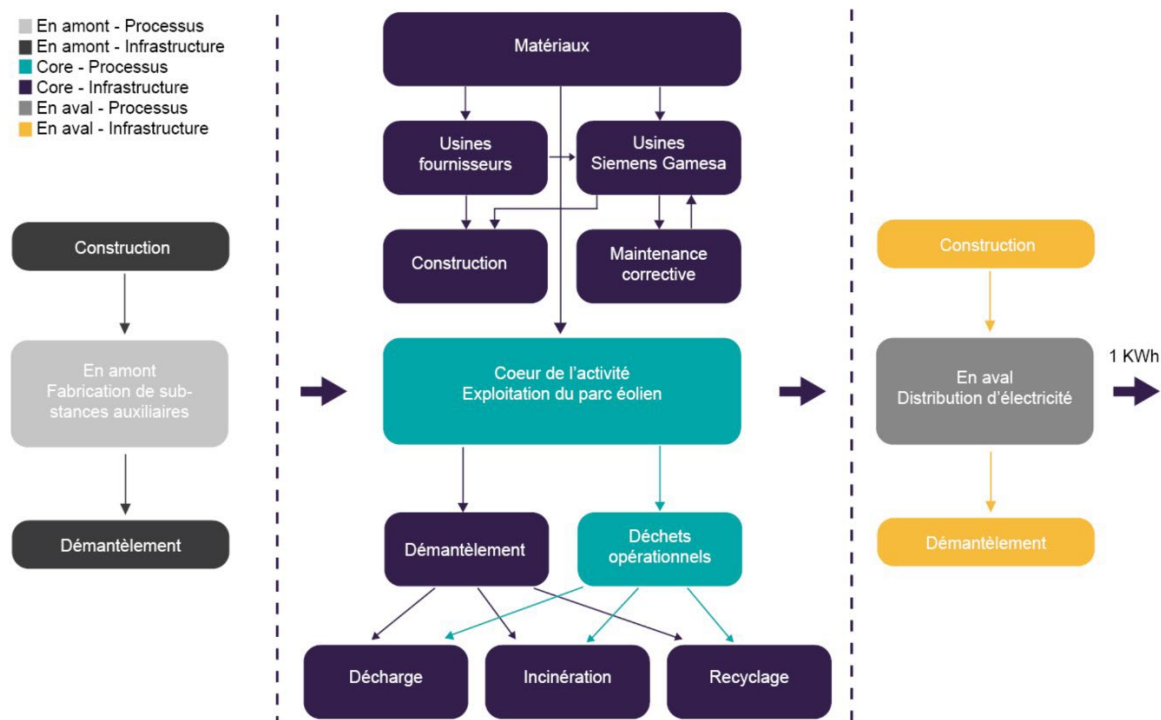 En amont - Processus
En amont - Infrastructure
Core - Processus
Core - Infrastructure
En aval - Processus
En aval - Infrastructure
Construction
En amont
Fabrication de sub-
stances auxiliaires
Démantèlement
Matériaux
Usines
fournisseurs
Usines
Siemens Gamesa
Construction
Maintenance
corrective
Coeur de l'activité
Exploitation du parc éolien
Démantèlement
Déchets
opérationnels
Décharge
Incinération
Recyclage
Construction
En aval
Distribution d'électricité
Démantèlement
1 KWh